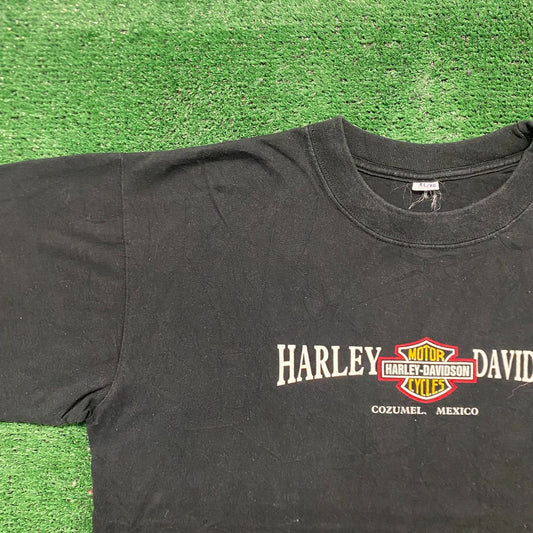 HARLEY DAVID
MOTOR
HARLEY-DAVIDSON
CYCLES
COZUMEL, MEXICO